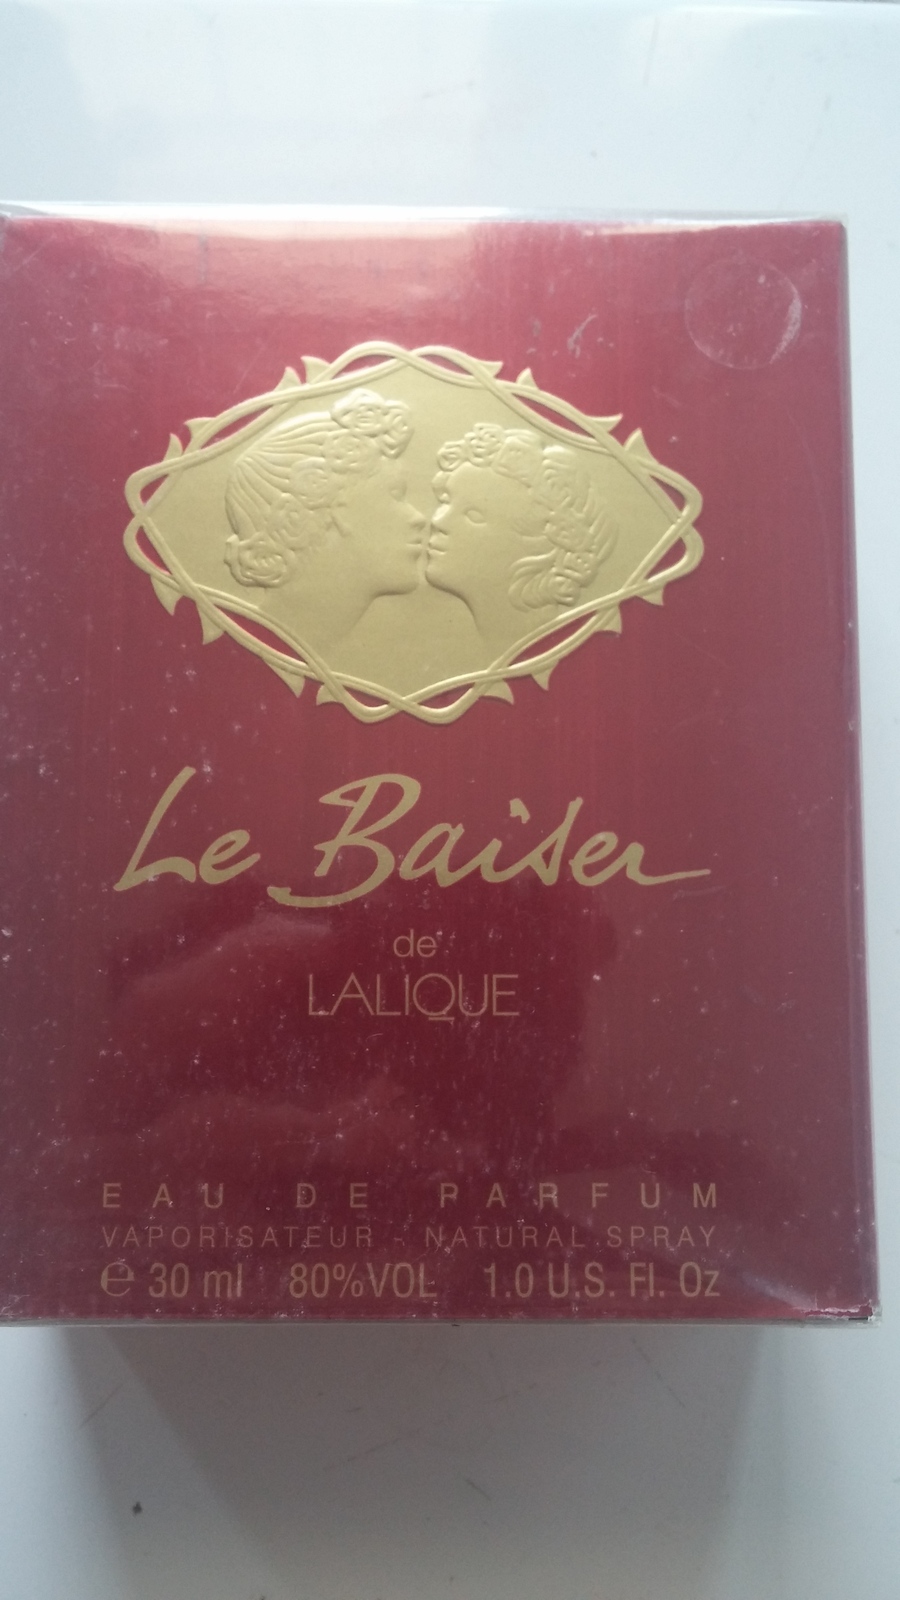 Le Baiser
de
LALIQUE
EAU DE PARFUM
VAPORISATEUR - NATURAL SPRAY
℮ 30 ml 80%VOL 1.0 U.S. Fl. Oz